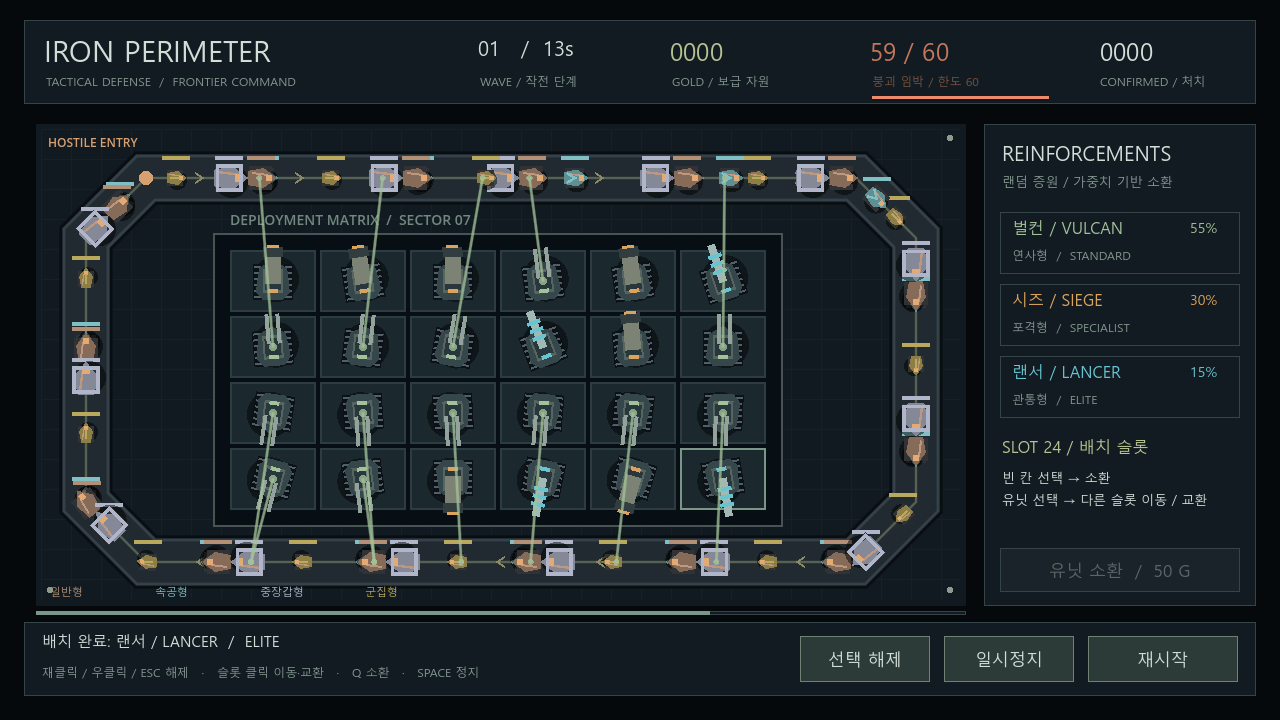 IRON PERIMETER
TACTICAL DEFENSE / FRONTIER COMMAND
01 / 13s
WAVE / 작전 단계
0000
GOLD / 보급 자원
59 / 60
붕괴 임박 / 한도 60
0000
CONFIRMED / 처치
HOSTILE ENTRY
DEPLOYMENT MATRIX / SECTOR 07
일반형
속공형
중장갑형
군집형
REINFORCEMENTS
랜덤 증원 / 가중치 기반 소환
벌컨 / VULCAN 55%
연사형 / STANDARD
시즈 / SIEGE 30%
포격형 / SPECIALIST
랜서 / LANCER 15%
관통형 / ELITE
SLOT 24 / 배치 슬롯
빈 칸 선택 → 소환
유닛 선택 → 다른 슬롯 이동 / 교환
유닛 소환 / 50 G
배치 완료: 랜서 / LANCER / ELITE
재클릭 / 우클릭 / ESC 해제 · 슬롯 클릭 이동·교환 · Q 소환 · SPACE 정지
선택 해제
일시정지
재시작